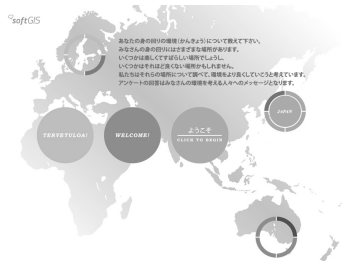 softGIS
あなたの身の回りの環境（かんきょう）について教えて下さい。
みなさんの身の回りにはさまざまな場所があります。
いくつかは楽しくてすばらしい場所でしょうし、
いくつかはそれほど良くない場所かもしれません。
私たちはそれらの場所について調べて、環境をより良くしていこうと考えています。
アンケートの回答はみなさんの環境を考える人々へのメッセージとなります。
JAPAN
TERVETULOA!
WELCOME!
ようこそ
CLICK TO BEGIN